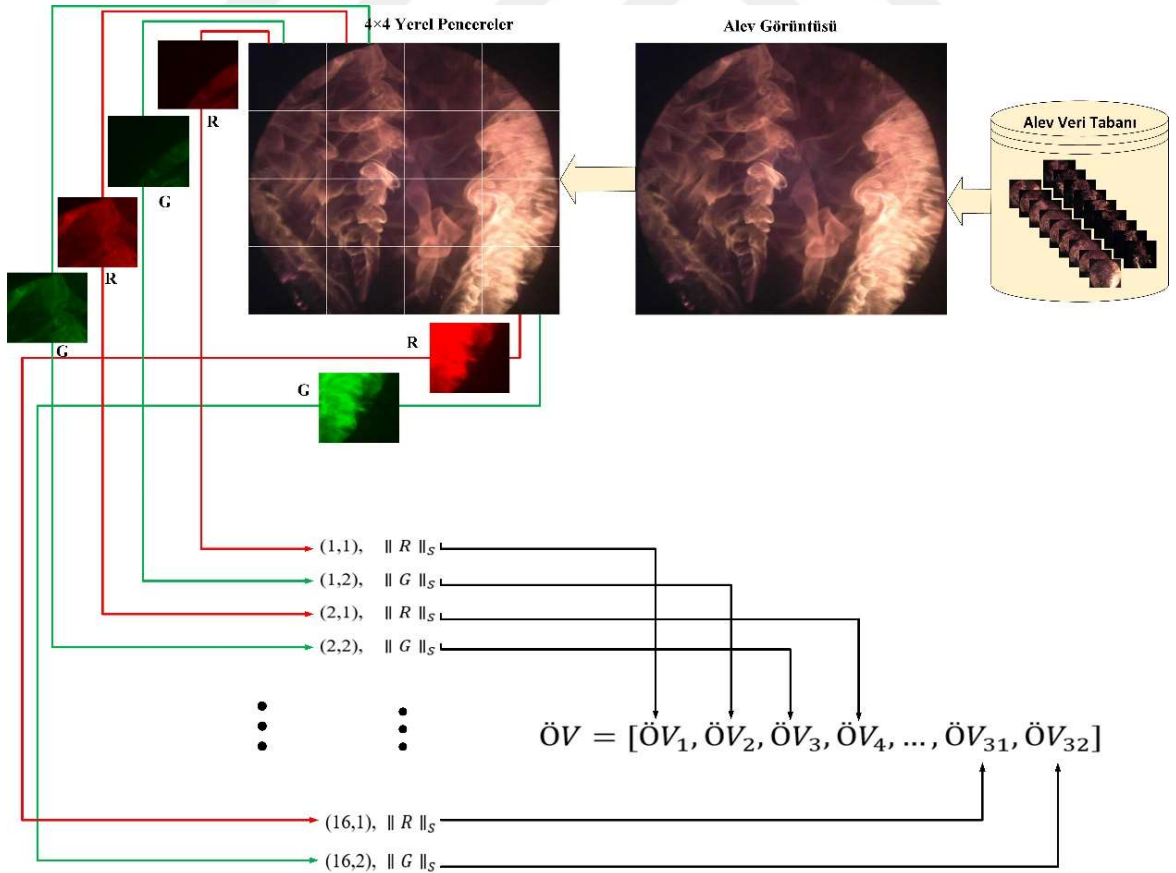 4×4 Yerel Pencereler
Alev Görüntüsü
Alev Veri Tabanı
R
G
R
G
R
G
(1,1), ‖ R ‖S
(1,2), ‖ G ‖S
(2,1), ‖ R ‖S
(2,2), ‖ G ‖S
ÖV = [ÖV1, ÖV2, ÖV3, ÖV4, ..., ÖV31, ÖV32]
(16,1), ‖ R ‖S
(16,2), ‖ G ‖S